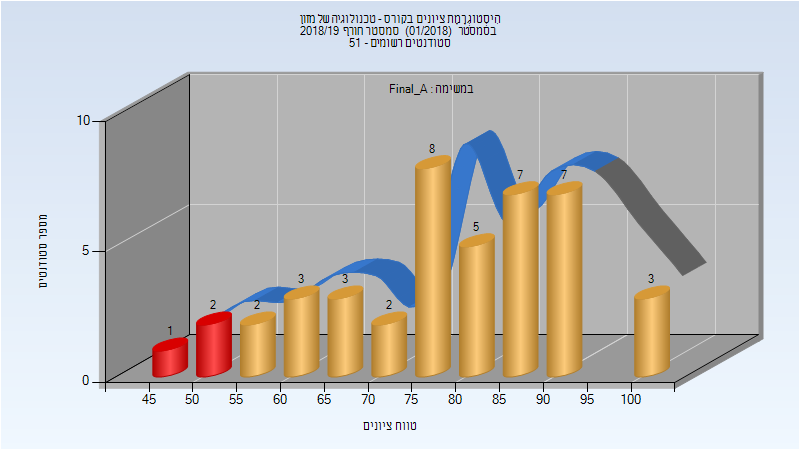 היסטוגרמת ציונים בקורס - טכנולוגיה של מזון
בסמסטר (01/2018) סמסטר חורף 2018/19
סטודנטים רשומים - 51
במשימה : Final_A
10
5
0
מספר סטודנטים
1
2
2
3
3
2
8
5
7
7
3
45 50 55 60 65 70 75 80 85 90 95 100
טווח ציונים